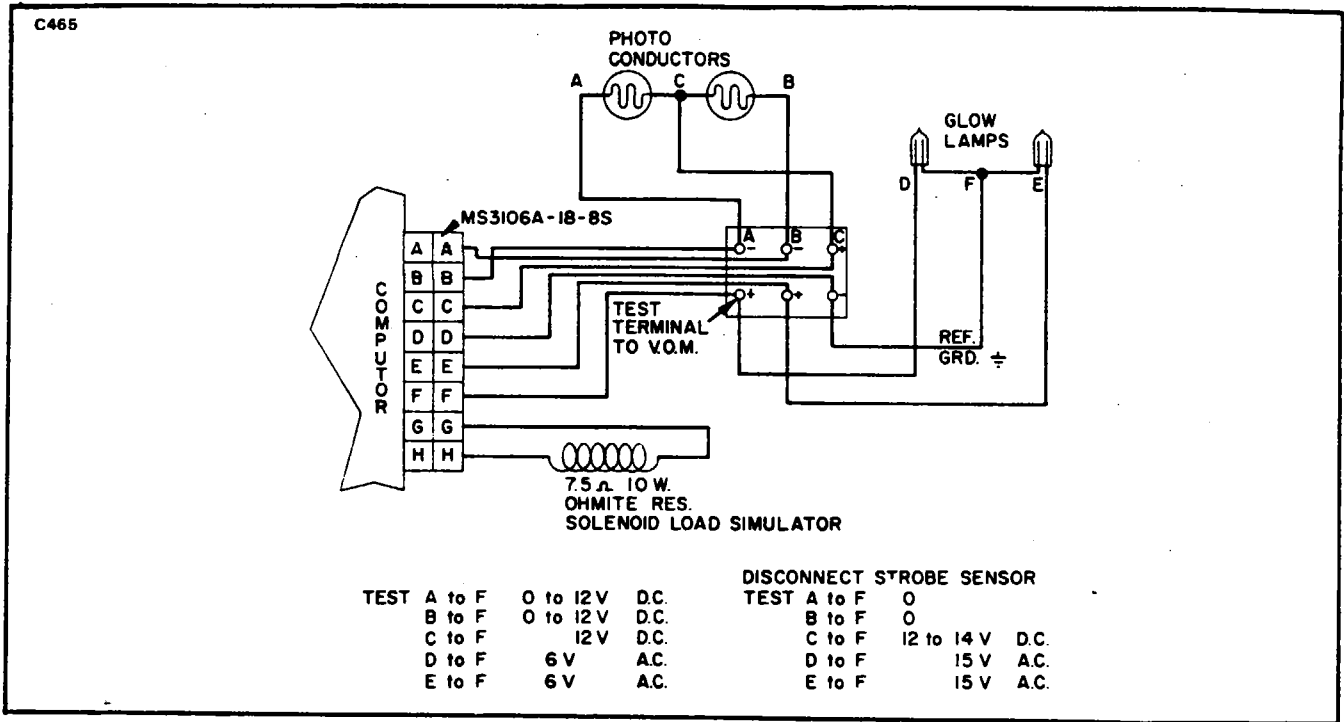 C465
PHOTO
CONDUCTORS
A C B
GLOW
LAMPS
D F E
MS3106A-18-8S
COMPUTOR
A A
B B
C C
D D
E E
F F
G G
H H
A B C
- - +
+ + -
TEST
TERMINAL
TO V.O.M.
REF.
GRD.
7.5 Ω 10 W.
OHMITE RES.
SOLENOID LOAD SIMULATOR
TEST A to F 0 to 12 V D.C.
B to F 0 to 12 V D.C.
C to F 12 V D.C.
D to F 6 V A.C.
E to F 6 V A.C.
DISCONNECT STROBE SENSOR
TEST A to F 0
B to F 0
C to F 12 to 14 V D.C.
D to F 15 V A.C.
E to F 15 V A.C.